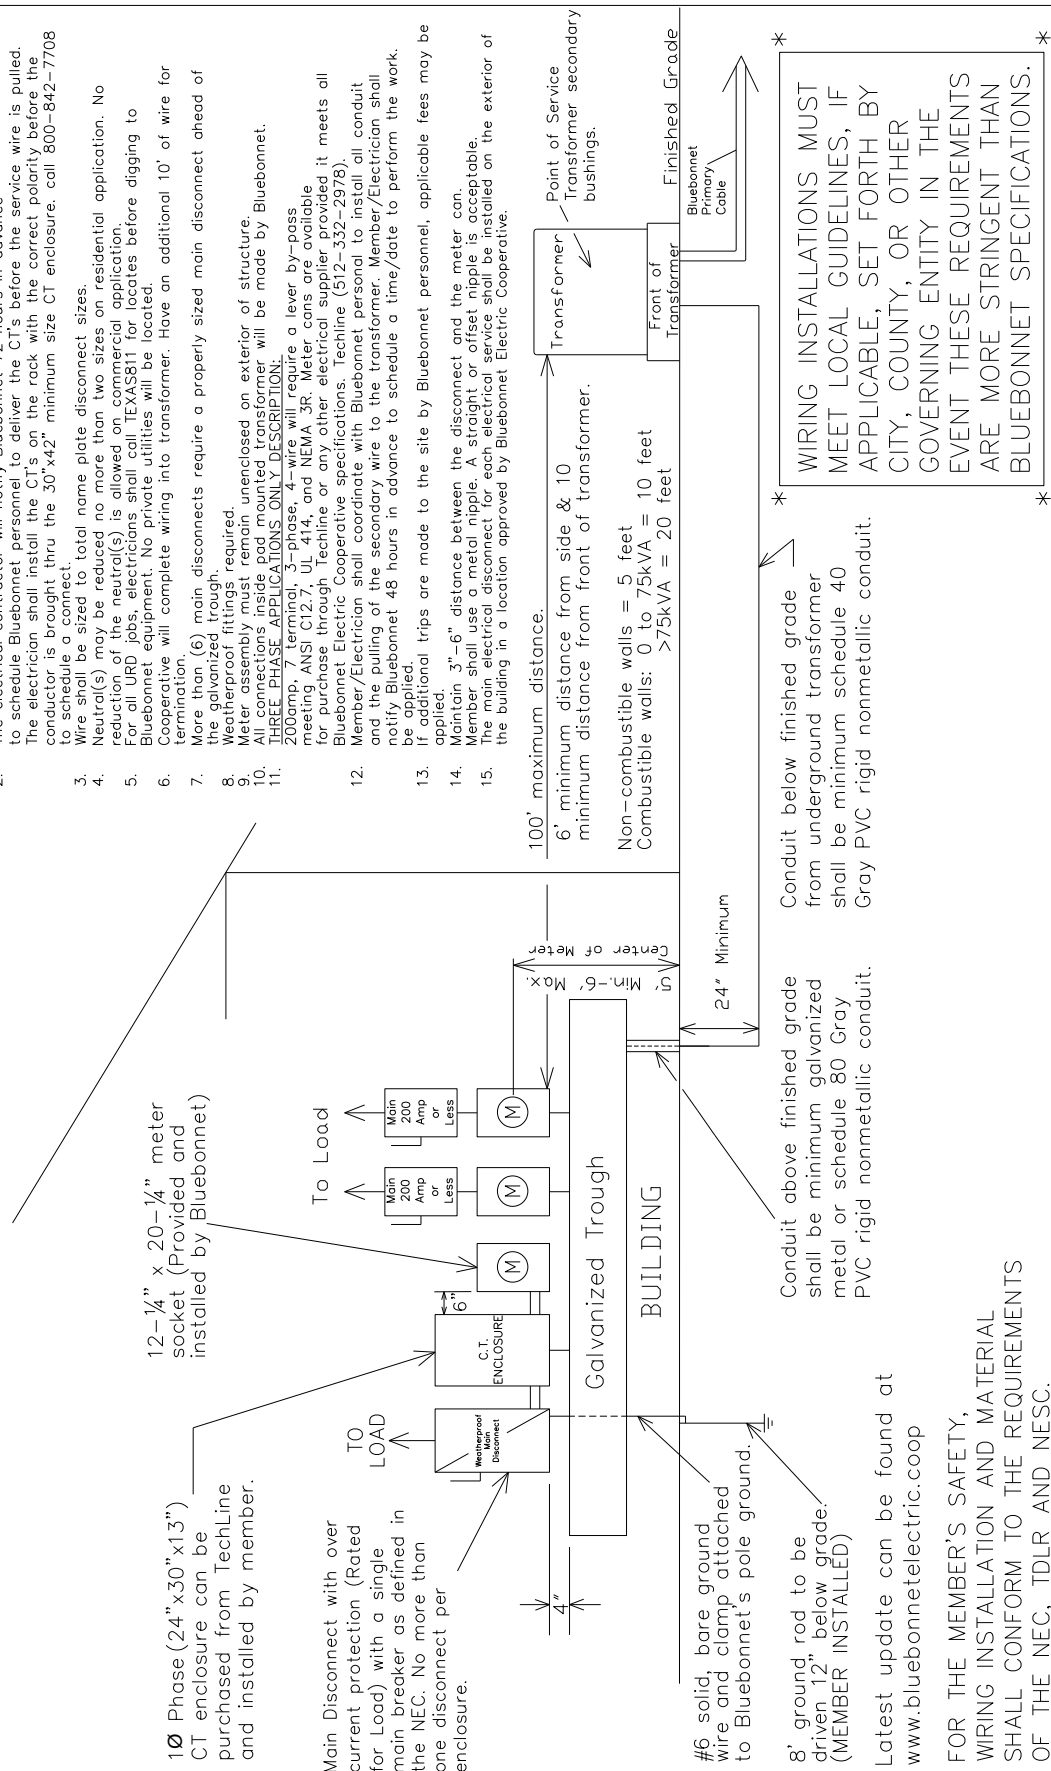 2. The electrical contractor will notify Bluebonnet 72 hours in advance
to schedule Bluebonnet personnel to deliver the CT's before the service wire is pulled.
The electrician shall install the CT's on the rack with the correct polarity before the
conductor is brought thru the 30"x42" minimum size CT enclosure. call 800-842-7708
to schedule a connect.
3. Wire shall be sized to total name plate disconnect sizes.
4. Neutral(s) may be reduced no more than two sizes on residential application. No
reduction of the neutral(s) is allowed on commercial application.
5. For all URD jobs, electricians shall call TEXAS811 for locates before digging to
Bluebonnet equipment. No private utilities will be located.
6. Cooperative will complete wiring into transformer. Have an additional 10' of wire for
termination.
7. More than (6) main disconnects require a properly sized main disconnect ahead of
the galvanized trough.
8. Weatherproof fittings required.
9. Meter assembly must remain unenclosed on exterior of structure.
10. All connections inside pad mounted transformer will be made by Bluebonnet.
11. THREE PHASE APPLICATIONS ONLY DESCRIPTION:
200amp, 7 terminal, 3-phase, 4-wire will require a lever by-pass
meeting ANSI C12.7, UL 414, and NEMA 3R. Meter cans are available
for purchase through Techline or any other electrical supplier provided it meets all
Bluebonnet Electric Cooperative specifications. Techline (512-332-2978).
12. Member/Electrician shall coordinate with Bluebonnet personal to install all conduit
and the pulling of the secondary wire to the transformer. Member/Electrician shall
notify Bluebonnet 48 hours in advance to schedule a time/date to perform the work.
be applied.
13. If additional trips are made to the site by Bluebonnet personnel, applicable fees may be
applied.
14. Maintain 3"-6" distance between the disconnect and the meter can.
Member shall use a metal nipple. A straight or offset nipple is acceptable.
15. The main electrical disconnect for each electrical service shall be installed on the exterior of
the building in a location approved by Bluebonnet Electric Cooperative.
12-¼" x 20-¼" meter
socket (Provided and
installed by Bluebonnet)
1Ø Phase(24"x30"x13")
CT enclosure can be
purchased from TechLine
and installed by member.
To Load
TO
LOAD
Main
200
Amp
or
Less
Main
200
Amp
or
Less
M
M
M
6"
C.T.
ENCLOSURE
Weatherproof
Main
Disconnect
Main Disconnect with over
current protection (Rated
for Load) with a single
main breaker as defined in
the NEC. No more than
one disconnect per
enclosure.
4"
Galvanized Trough
BUILDING
5' Min.-6' Max.
Center of Meter
24" Minimum
100' maximum distance.
6' minimum distance from side & 10
minimum distance from front of transformer.
Non-combustible walls = 5 feet
Combustible walls: 0 to 75kVA = 10 feet
>75kVA = 20 feet
Transformer
Front of
Transformer
Point of Service
Transformer secondary
bushings.
Finished Grade
Bluebonnet
Primary
Cable
#6 solid, bare ground
wire and clamp attached
to Bluebonnet's pole ground.
8' ground rod to be
driven 12" below grade.
(MEMBER INSTALLED)
Conduit above finished grade
shall be minimum galvanized
metal or schedule 80 Gray
PVC rigid nonmetallic conduit.
Conduit below finished grade
from underground transformer
shall be minimum schedule 40
Gray PVC rigid nonmetallic conduit.
Latest update can be found at
www.bluebonnetelectric.coop
FOR THE MEMBER'S SAFETY,
WIRING INSTALLATION AND MATERIAL
SHALL CONFORM TO THE REQUIREMENTS
OF THE NEC, TDLR AND NESC.
* *
WIRING INSTALLATIONS MUST
MEET LOCAL GUIDELINES, IF
APPLICABLE, SET FORTH BY
CITY, COUNTY, OR OTHER
GOVERNING ENTITY IN THE
EVENT THESE REQUIREMENTS
ARE MORE STRINGENT THAN
BLUEBONNET SPECIFICATIONS.
* *